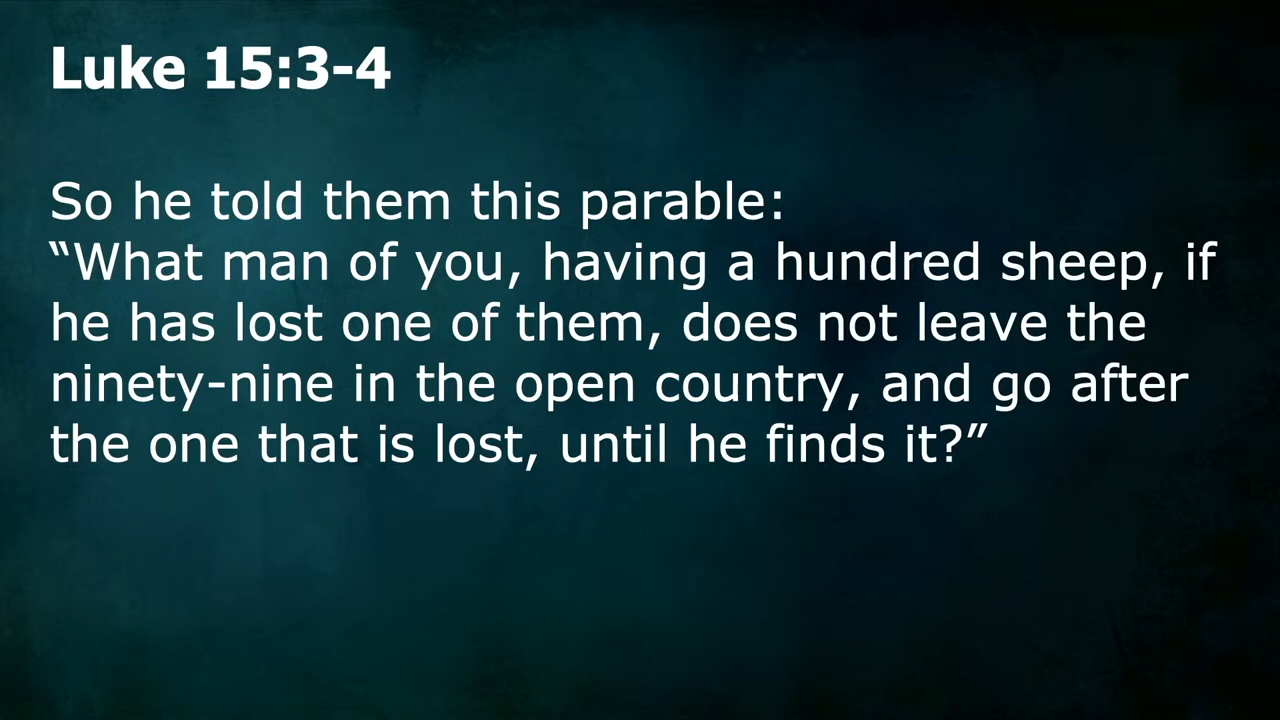 Luke 15:3-4
So he told them this parable:
“What man of you, having a hundred sheep, if
he has lost one of them, does not leave the
ninety-nine in the open country, and go after
the one that is lost, until he finds it?”